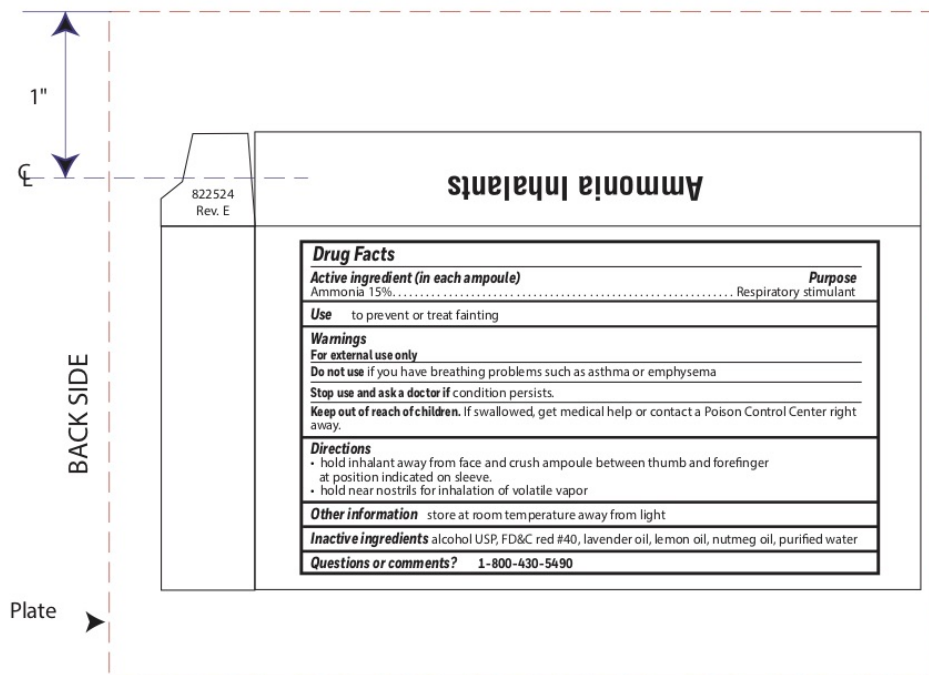 1"
℄
822524
Rev. E
Ammonia Inhalants
Drug Facts
Active ingredient (in each ampoule) Purpose
Ammonia 15%............................................................... Respiratory stimulant
Use to prevent or treat fainting
Warnings
For external use only
Do not use if you have breathing problems such as asthma or emphysema
Stop use and ask a doctor if condition persists.
Keep out of reach of children. If swallowed, get medical help or contact a Poison Control Center right
away.
Directions
• hold inhalant away from face and crush ampoule between thumb and forefinger
at position indicated on sleeve.
• hold near nostrils for inhalation of volatile vapor
Other information store at room temperature away from light
Inactive ingredients alcohol USP, FD&C red #40, lavender oil, lemon oil, nutmeg oil, purified water
Questions or comments? 1-800-430-5490
BACK SIDE
Plate